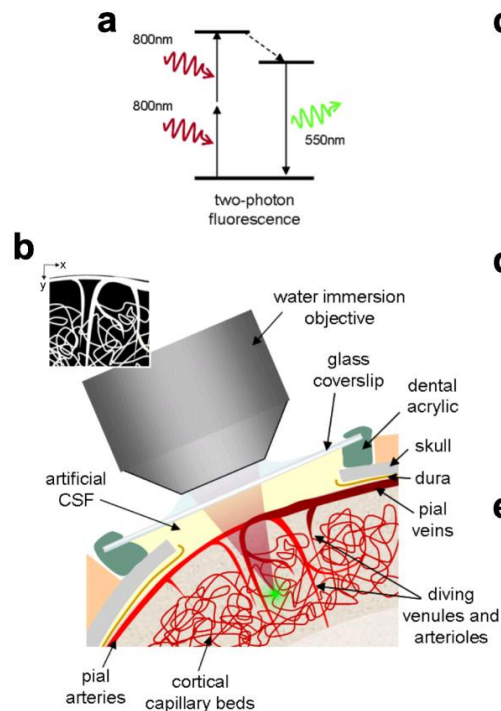 a
800nm
800nm
550nm
two-photon
fluorescence
b
x
y
water immersion
objective
glass
coverslip
dental
acrylic
skull
dura
pial
veins
artificial
CSF
diving
venules and
arterioles
pial
arteries
cortical
capillary beds
c
e